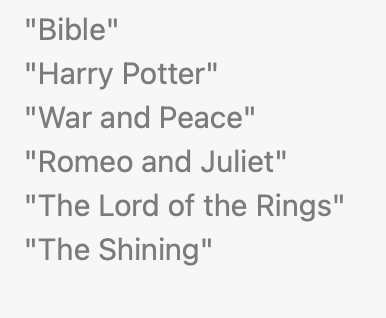 "Bible"
"Harry Potter"
"War and Peace"
"Romeo and Juliet"
"The Lord of the Rings"
"The Shining"